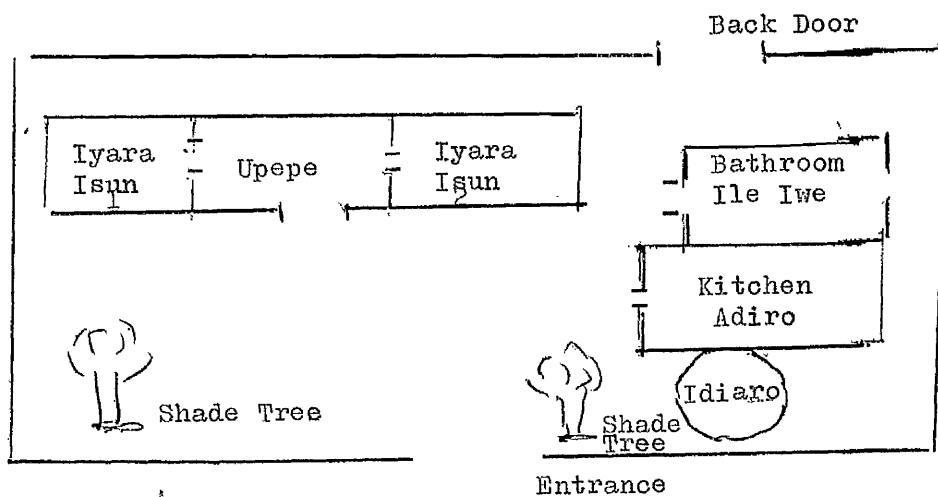 Back Door
Iyara
Isun
Upepe
Iyara
Isun
Bathroom
Ile Iwe
Kitchen
Adiro
Idiaro
Shade Tree
Shade
Tree
Entrance